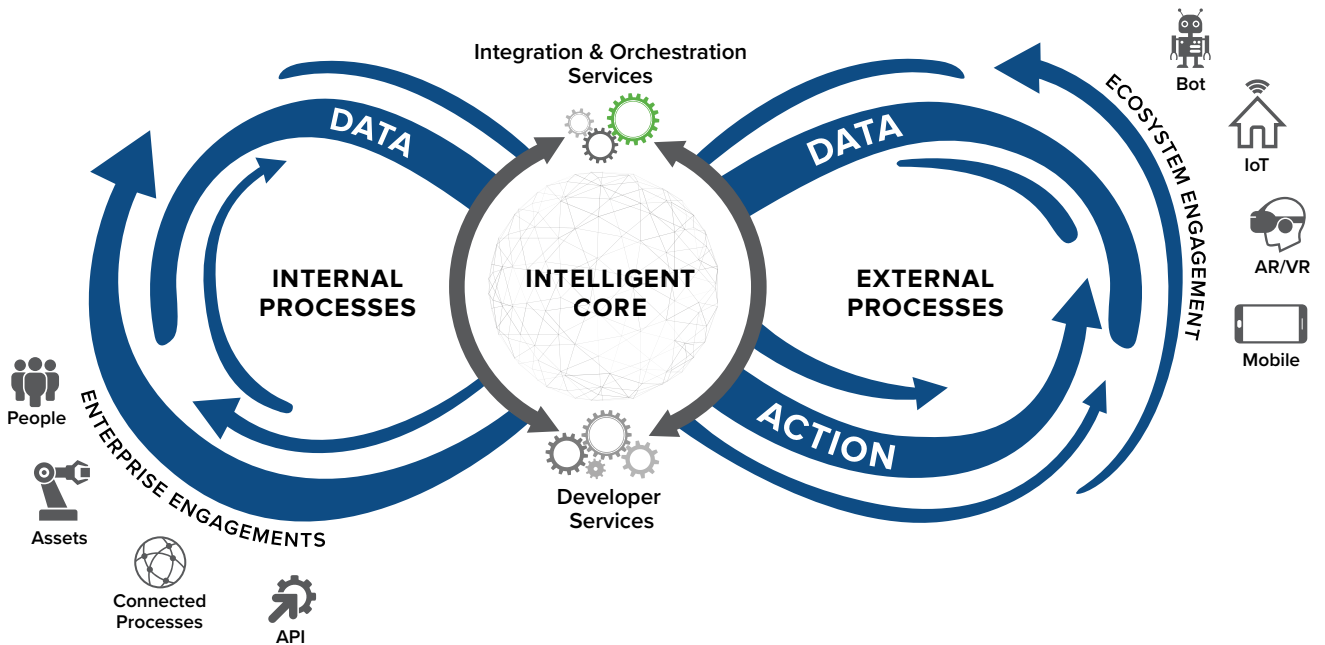 Integration & Orchestration
Services
DATA
DATA
INTERNAL
PROCESSES
INTELLIGENT
CORE
EXTERNAL
PROCESSES
ACTION
Developer
Services
ENTERPRISE ENGAGEMENTS
People
Assets
Connected
Processes
API
ECOSYSTEM ENGAGEMENT
Bot
IoT
AR/VR
Mobile